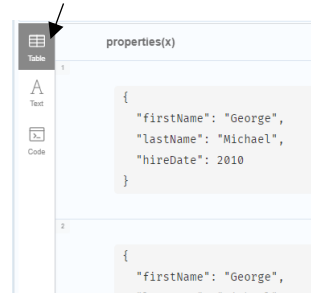 properties(x)
Table
1
A
Text
{
"firstName": "George",
"lastName": "Michael",
"hireDate": 2010
}
>_
Code
2
{
"firstName": "George",